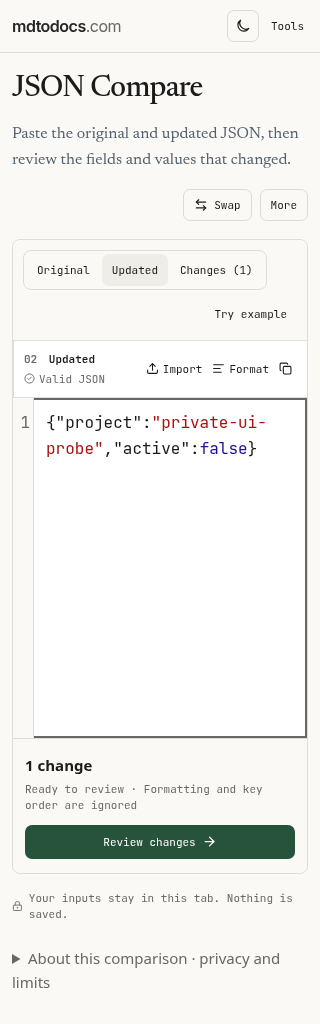 mdtodocs.com
Tools
JSON Compare
Paste the original and updated JSON, then
review the fields and values that changed.
Swap
More
Original
Updated
Changes (1)
Try example
02 Updated
Valid JSON
Import
Format
1
{"project":"private-ui-
probe","active":false}
1 change
Ready to review · Formatting and key
order are ignored
Review changes →
Your inputs stay in this tab. Nothing is
saved.
▶ About this comparison · privacy and
limits